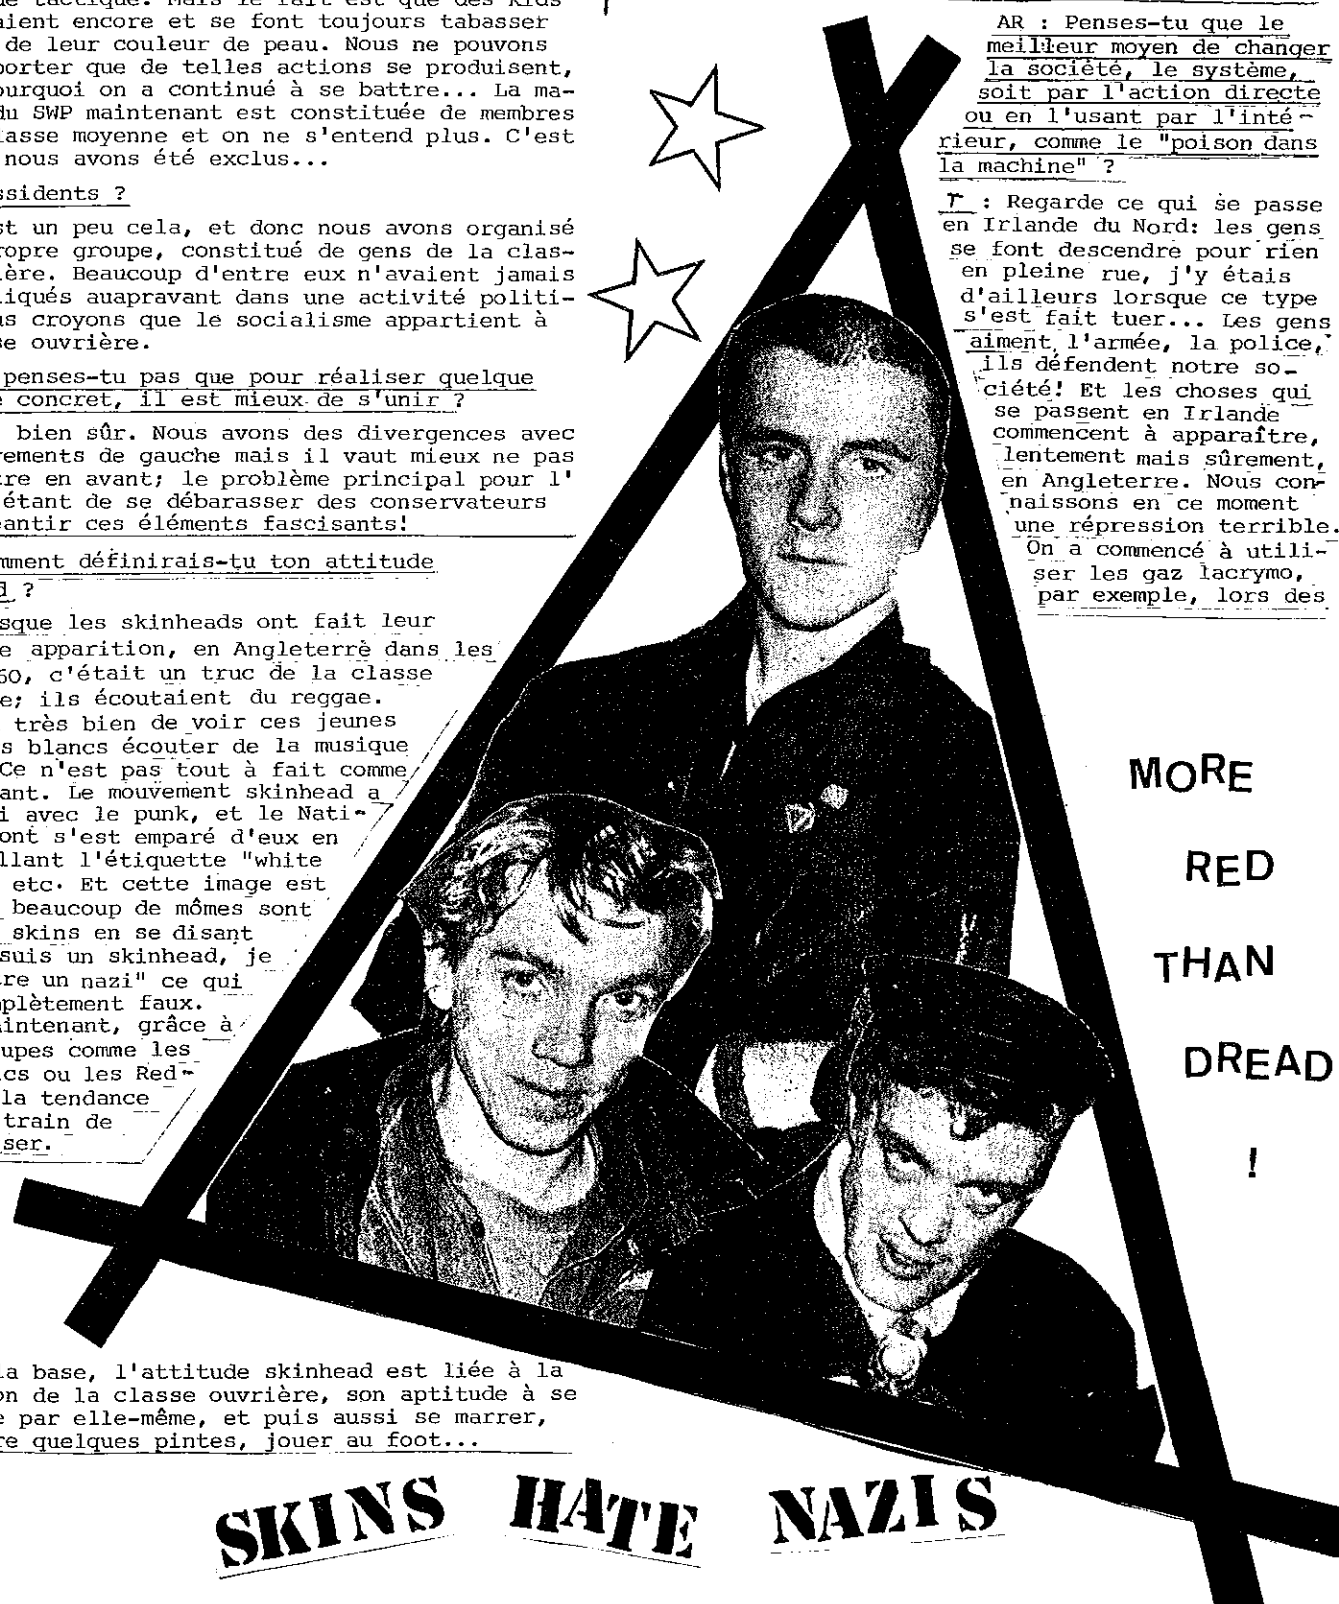 de tactique. Mais le fait est que des Kids
aient encore et se font toujours tabasser
de leur couleur de peau. Nous ne pouvons
porter que de telles actions se produisent,
ourquoi on a continué à se battre... La ma-
du SWP maintenant est constituée de membres
lasse moyenne et on ne s'entend plus. C'est
nous avons été exclus...
ssidents ?
st un peu cela, et donc nous avons organisé
ropre groupe, constitué de gens de la clas-
ière. Beaucoup d'entre eux n'avaient jamais
liqués auapravant dans une activité politi-
us croyons que le socialisme appartient à
se ouvrière.
penses-tu pas que pour réaliser quelque
e concret, il est mieux de s'unir ?
bien sûr. Nous avons des divergences avec
rements de gauche mais il vaut mieux ne pas
tre en avant; le problème principal pour l'
étant de se débarasser des conservateurs
éantir ces éléments fascisants!
mment définirais-tu ton attitude
d ?
sque les skinheads ont fait leur
e apparition, en Angleterre dans les
60, c'était un truc de la classe
e; ils écoutaient du reggae.
très bien de voir ces jeunes
s blancs écouter de la musique
Ce n'est pas tout à fait comme
ant. Le mouvement skinhead a
i avec le punk, et le Nati-
ont s'est emparé d'eux en
llant l'étiquette "white
etc. Et cette image est
beaucoup de mômes sont
skins en se disant
suis un skinhead, je
tre un nazi" ce qui
mplètement faux.
aintenant, grâce à
upes comme les
ics ou les Red-
la tendance
train de
ser.
la base, l'attitude skinhead est liée à la
on de la classe ouvrière, son aptitude à se
e par elle-même, et puis aussi se marrer,
re quelques pintes, jouer au foot...
AR : Penses-tu que le
meilleur moyen de changer
la société, le système,
soit par l'action directe
ou en l'usant par l'inté-
rieur, comme le "poison dans
la machine" ?
T : Regarde ce qui se passe
en Irlande du Nord: les gens
se font descendre pour rien
en pleine rue, j'y étais
d'ailleurs lorsque ce type
s'est fait tuer... Les gens
aiment l'armée, la police,
ils défendent notre so-
ciété! Et les choses qui
se passent en Irlande
commencent à apparaître,
lentement mais sûrement,
en Angleterre. Nous con-
naissons en ce moment
une répression terrible.
On a commencé à utili-
ser les gaz lacrymo,
par exemple, lors des
MORE
RED
THAN
DREAD
!
SKINS HATE NAZIS